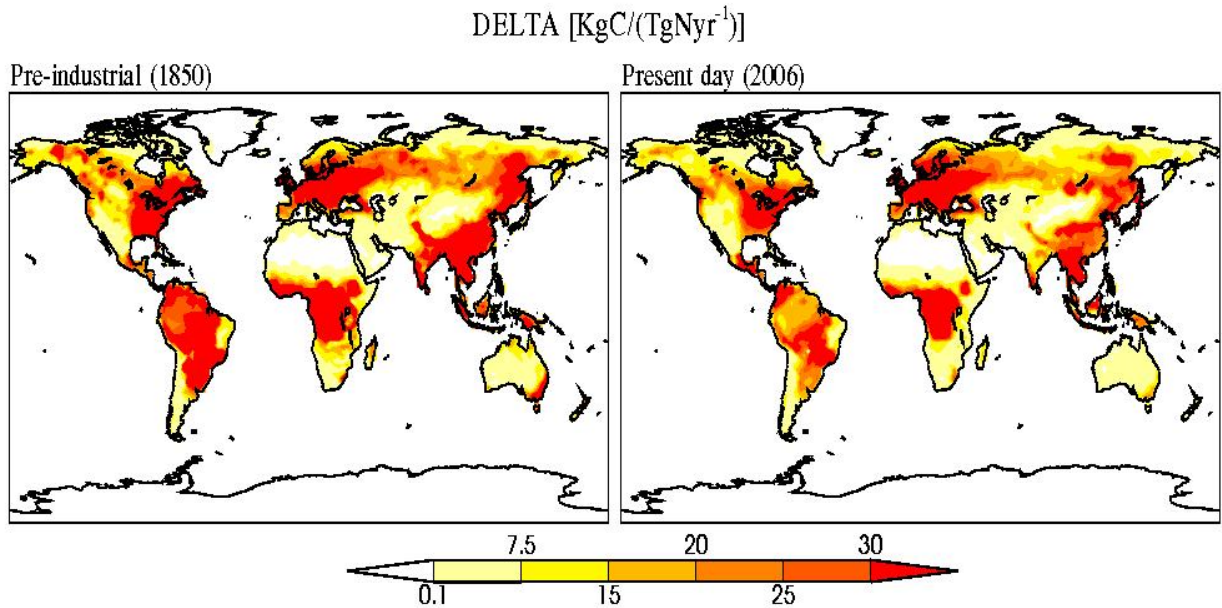 DELTA [KgC/(TgNyr⁻¹)]
Pre-industrial (1850)
Present day (2006)
7.5 20 30
0.1 15 25